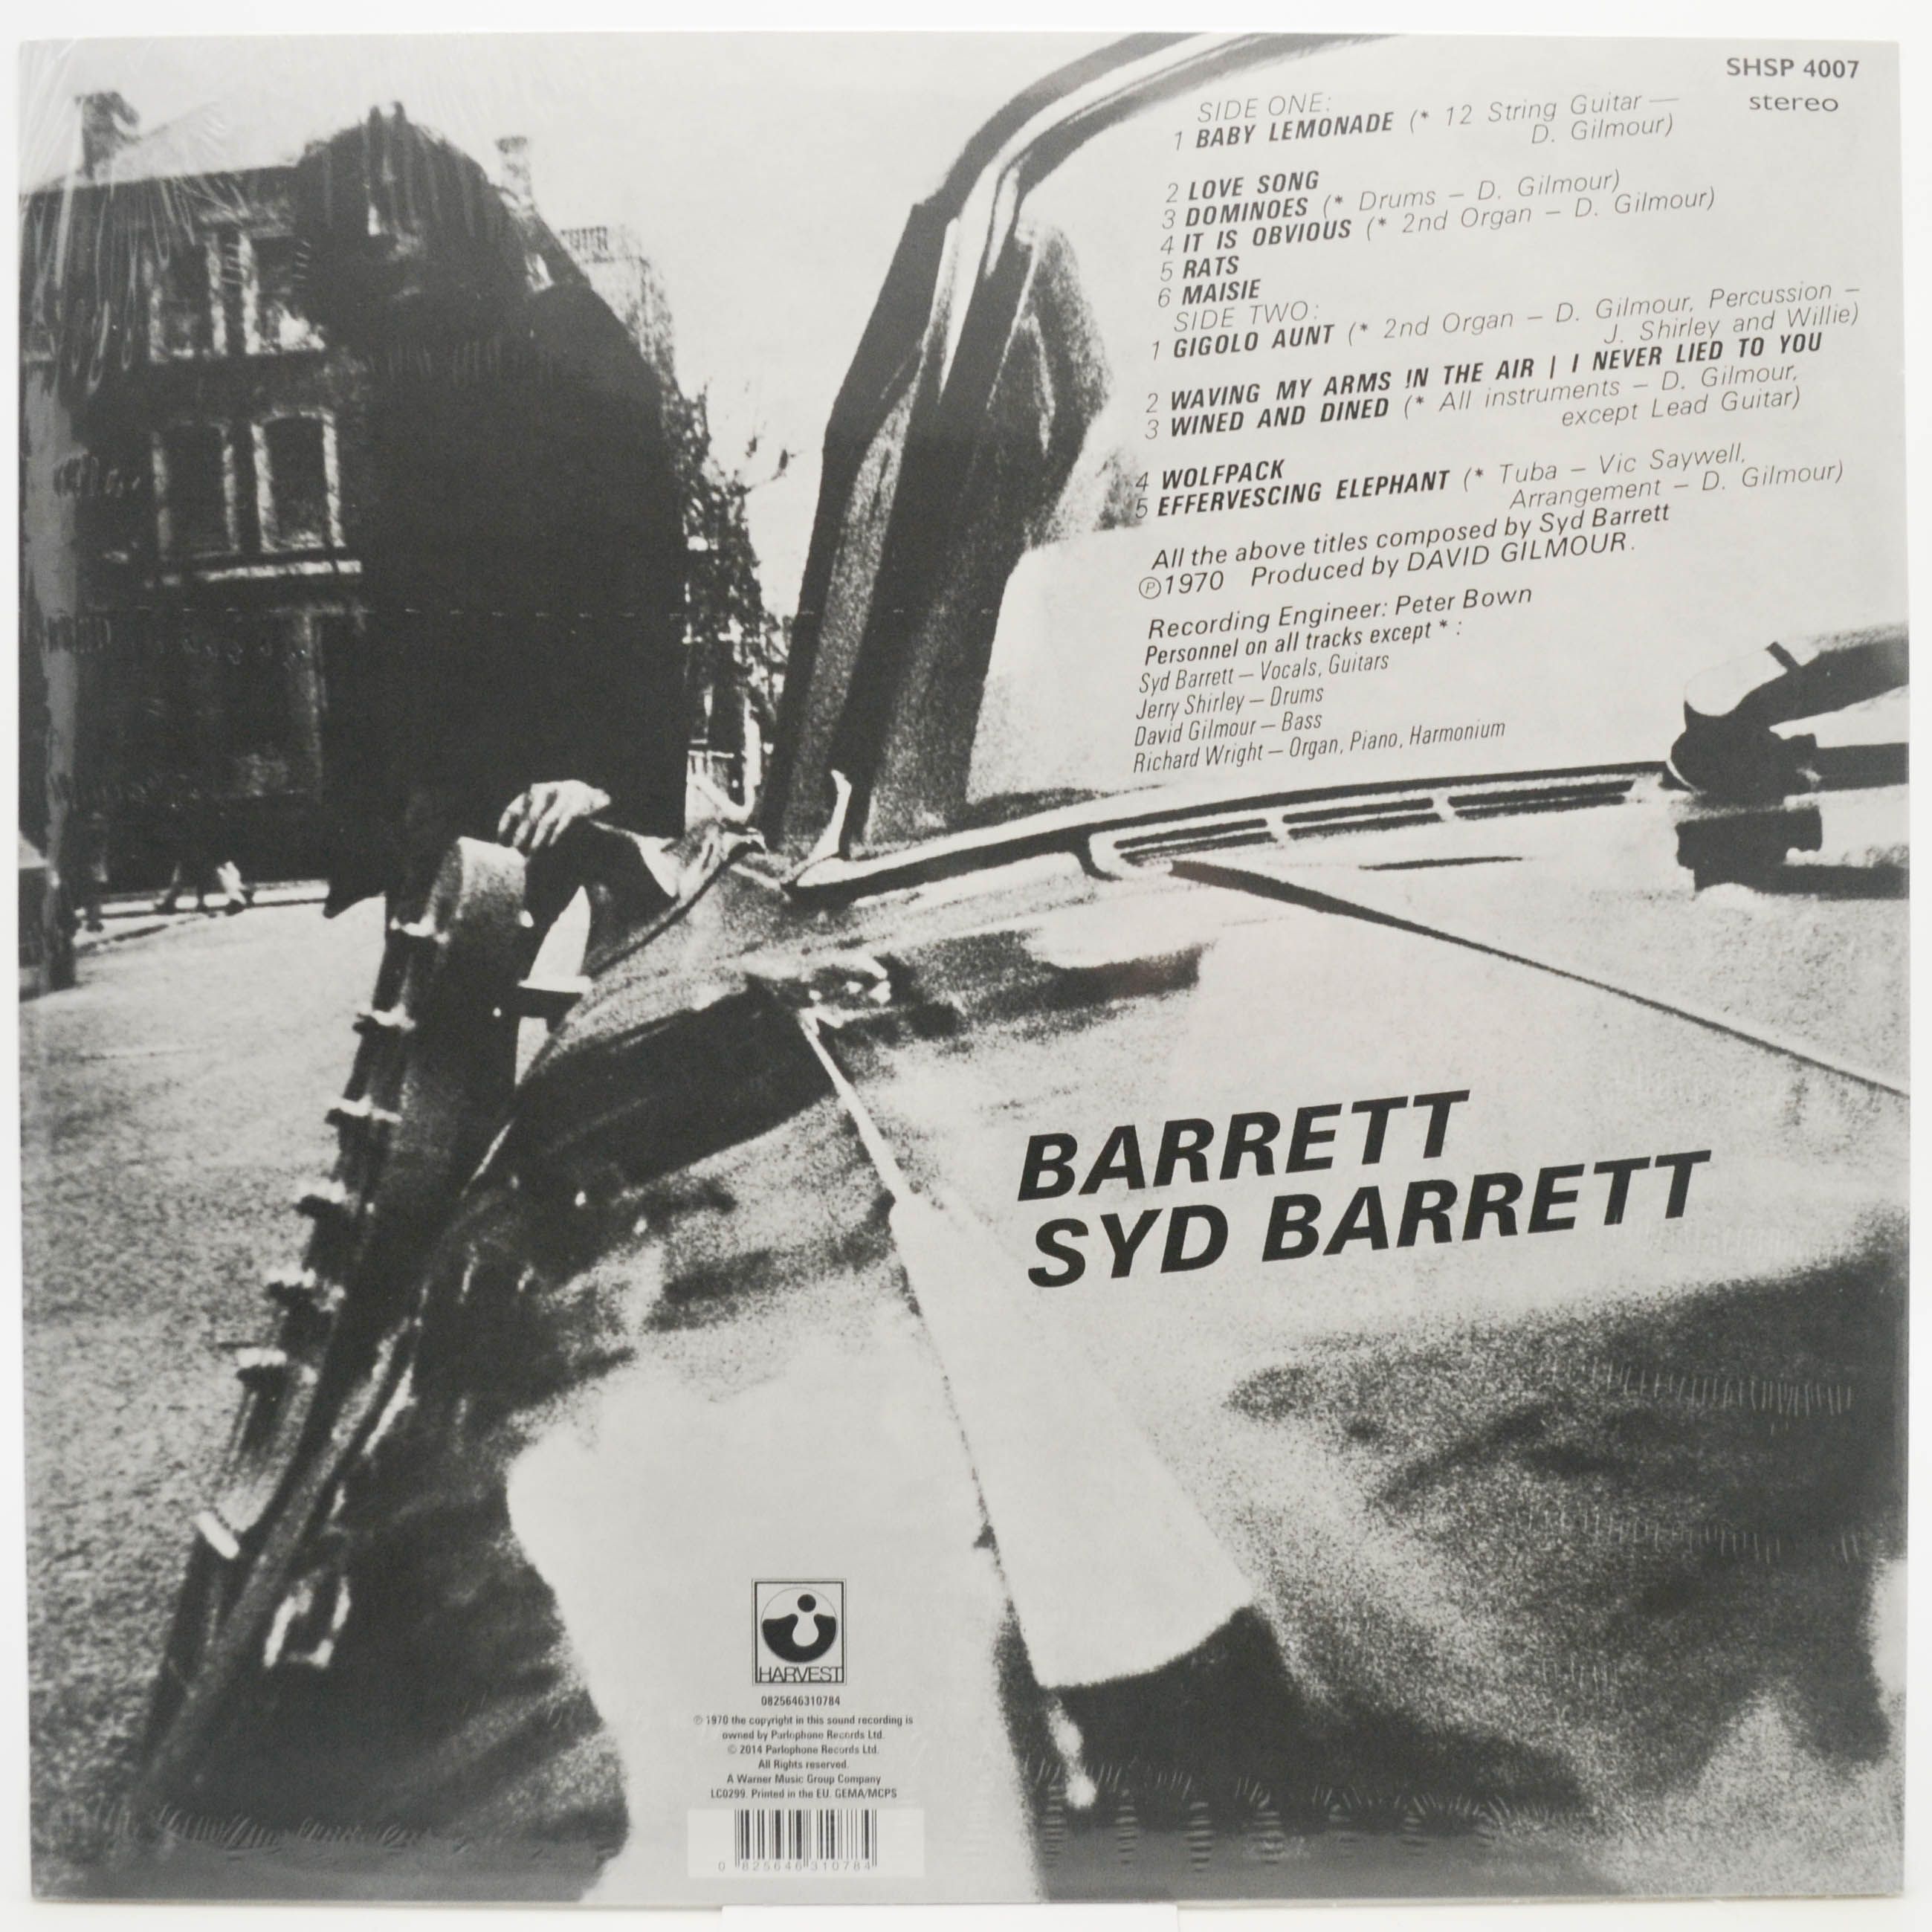 SHSP 4007
stereo
SIDE ONE:
1 BABY LEMONADE (* 12 String Guitar —
D. Gilmour)
2 LOVE SONG
3 DOMINOES (* Drums – D. Gilmour)
4 IT IS OBVIOUS (* 2nd Organ – D. Gilmour)
5 RATS
6 MAISIE
SIDE TWO:
1 GIGOLO AUNT (* 2nd Organ – D. Gilmour, Percussion –
J. Shirley and Willie)
2 WAVING MY ARMS IN THE AIR | I NEVER LIED TO YOU
3 WINED AND DINED (* All instruments – D. Gilmour,
except Lead Guitar)
4 WOLFPACK
5 EFFERVESCING ELEPHANT (* Tuba – Vic Saywell,
Arrangement – D. Gilmour)
All the above titles composed by Syd Barrett
℗1970 Produced by DAVID GILMOUR.
Recording Engineer: Peter Bown
Personnel on all tracks except * :
Syd Barrett – Vocals, Guitars
Jerry Shirley – Drums
David Gilmour – Bass
Richard Wright – Organ, Piano, Harmonium
BARRETT
SYD BARRETT
HARVEST
0825646310784
℗ 1970 the copyright in this sound recording is
owned by Parlophone Records Ltd.
© 2014 Parlophone Records Ltd.
All Rights reserved.
A Warner Music Group Company
LC0299. Printed in the EU. GEMA/MCPS
0 825646 310784